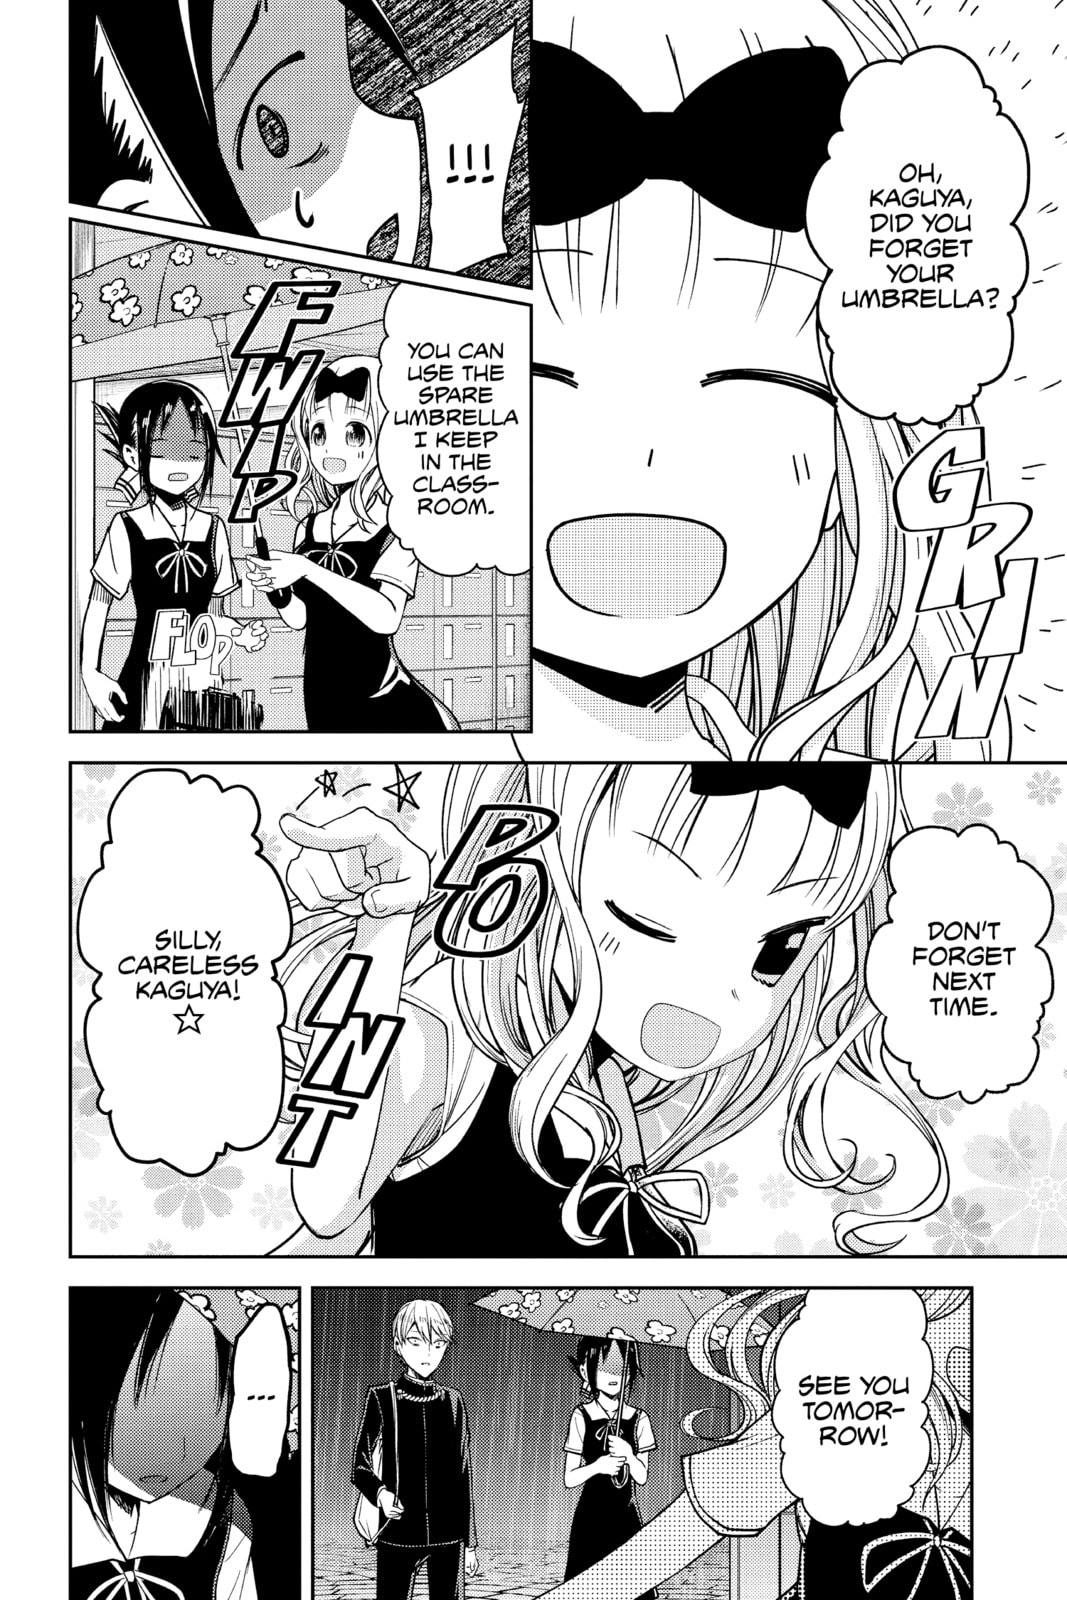 OH,
KAGUYA,
DID YOU
FORGET
YOUR
UMBRELLA?
GRIN
!!!
YOU CAN
USE THE
SPARE
UMBRELLA
I KEEP
IN THE
CLASS-
ROOM.
FWIP
FLOP
DON'T
FORGET
NEXT
TIME.
POINT
SILLY,
CARELESS
KAGUYA!
☆
SEE YOU
TOMOR-
ROW!
...